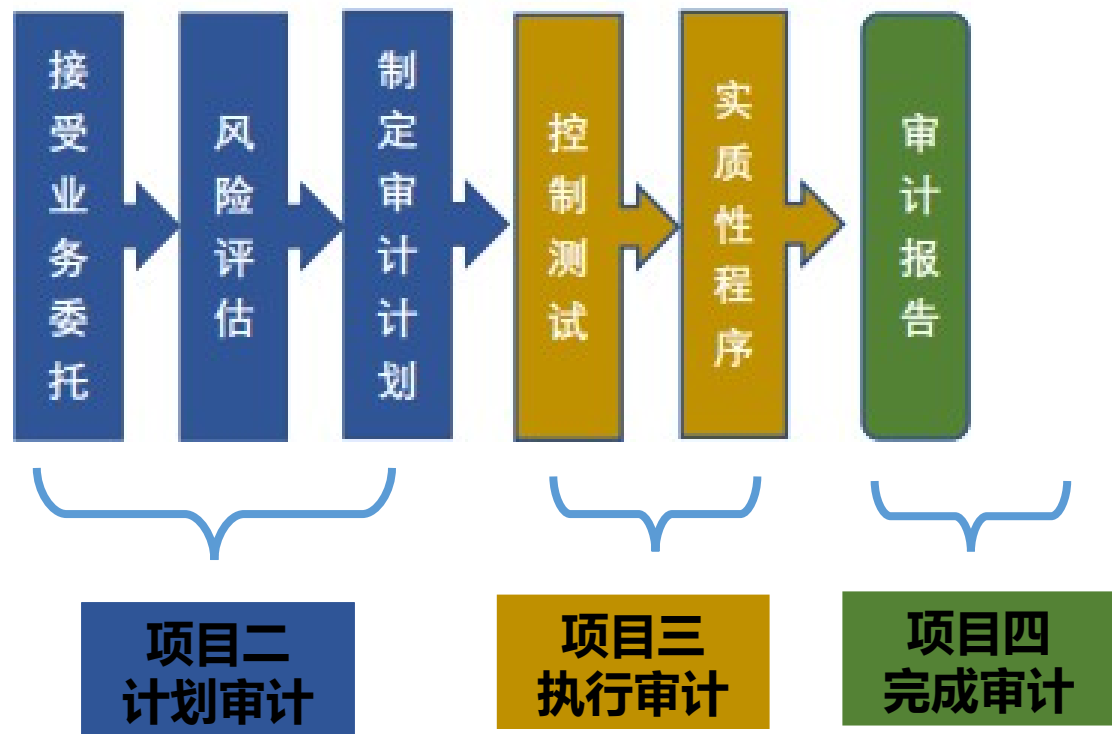 接受业务委托
风险评估
制定审计计划
控制测试
实质性程序
审计报告
项目二
计划审计
项目三
执行审计
项目四
完成审计